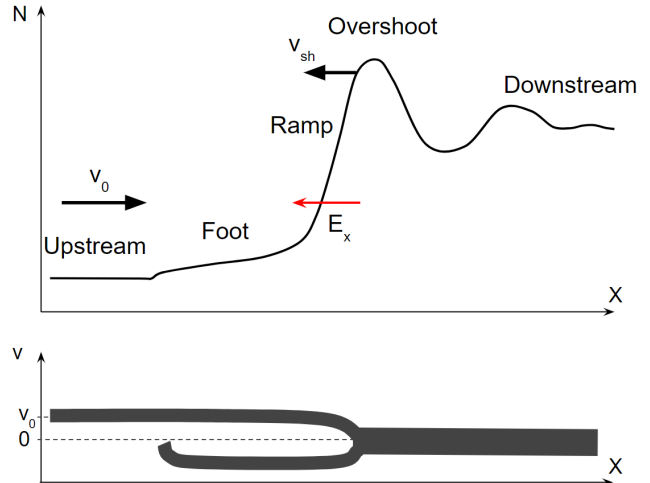 N
Overshoot
v_sh
Downstream
Ramp
v_0
E_x
Foot
Upstream
X
v
v_0
0
X